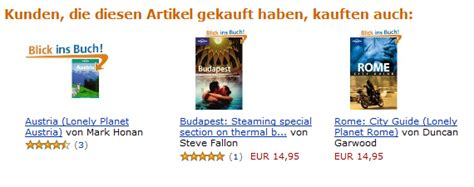 Kunden, die diesen Artikel gekauft haben, kauften auch:
Blick ins Buch!
Austria (Lonely Planet
Austria) von Mark Honan
(3)
Blick ins Buch!
Budapest
Budapest: Steaming special
section on thermal b... von
Steve Fallon
(1) EUR 14,95
Blick ins Buch!
ROME
CITY GUIDE
Rome: City Guide (Lonely
Planet Rome) von Duncan
Garwood
EUR 14,95